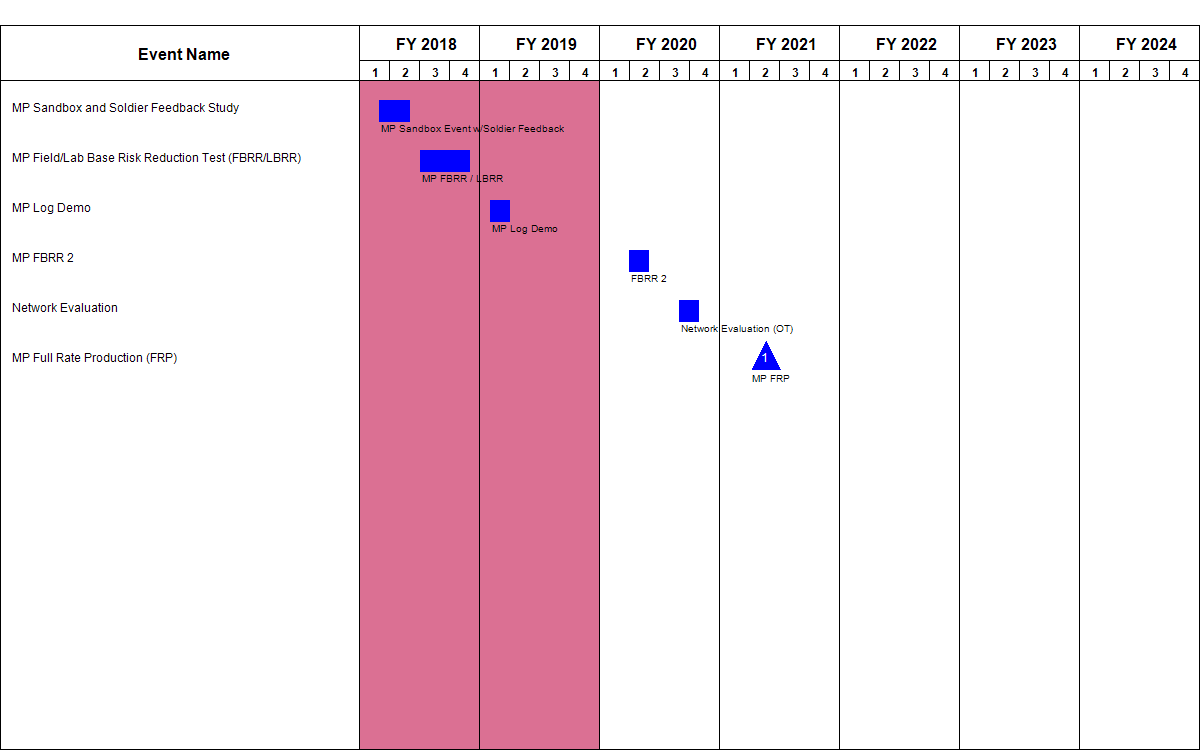 Event Name
FY 2018 FY 2019 FY 2020 FY 2021 FY 2022 FY 2023 FY 2024
1 2 3 4 1 2 3 4 1 2 3 4 1 2 3 4 1 2 3 4 1 2 3 4 1 2 3 4
MP Sandbox and Soldier Feedback Study
MP Sandbox Event w/Soldier Feedback
MP Field/Lab Base Risk Reduction Test (FBRR/LBRR)
MP FBRR / LBRR
MP Log Demo
MP Log Demo
MP FBRR 2
FBRR 2
Network Evaluation
Network Evaluation (OT)
MP Full Rate Production (FRP)
1
MP FRP